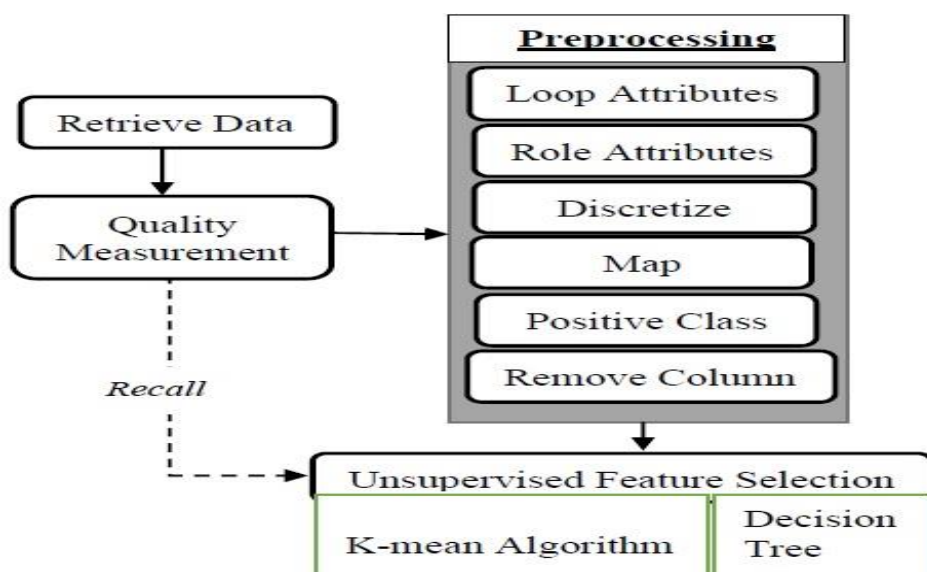 Retrieve Data
Quality
Measurement
Recall
Preprocessing
Loop Attributes
Role Attributes
Discretize
Map
Positive Class
Remove Column
Unsupervised Feature Selection
K-mean Algorithm
Decision
Tree